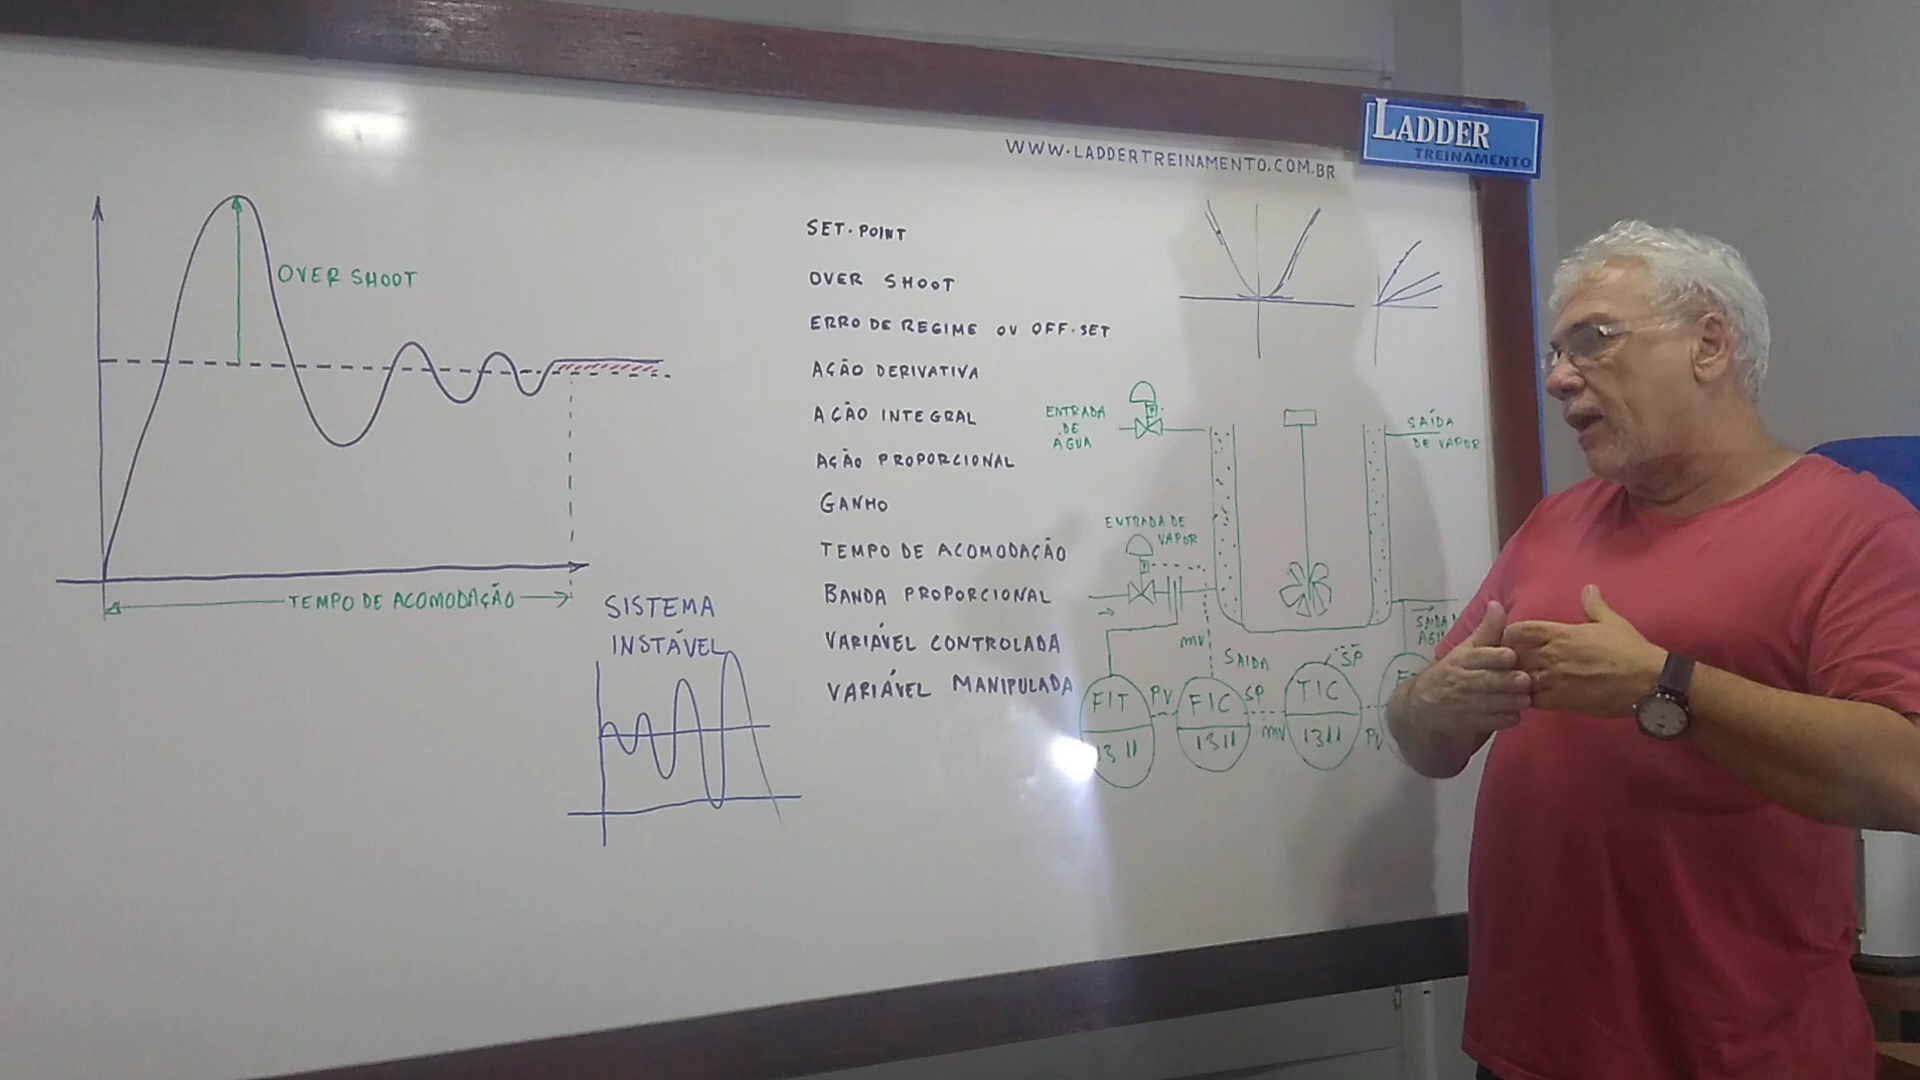 LADDER
TREINAMENTO
WWW.LADDERTREINAMENTO.COM.BR
OVER SHOOT
TEMPO DE ACOMODAÇÃO
SISTEMA
INSTÁVEL
SET-POINT
OVER SHOOT
ERRO DE REGIME OU OFF-SET
AÇÃO DERIVATIVA
AÇÃO INTEGRAL
AÇÃO PROPORCIONAL
GANHO
TEMPO DE ACOMODAÇÃO
BANDA PROPORCIONAL
VARIÁVEL CONTROLADA
VARIÁVEL MANIPULADA
ENTRADA
DE
ÁGUA
SAÍDA
DE VAPOR
ENTRADA DE
VAPOR
MV
SAIDA
SP
FIT
PV
FIC
SP
TIC
1311
MV
1311
PV